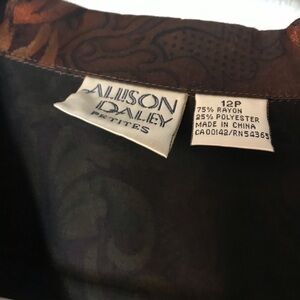 ALLISON
DALEY
PETITES
12P
75% RAYON
25% POLYESTER
MADE IN CHINA
CA00142/RN54365